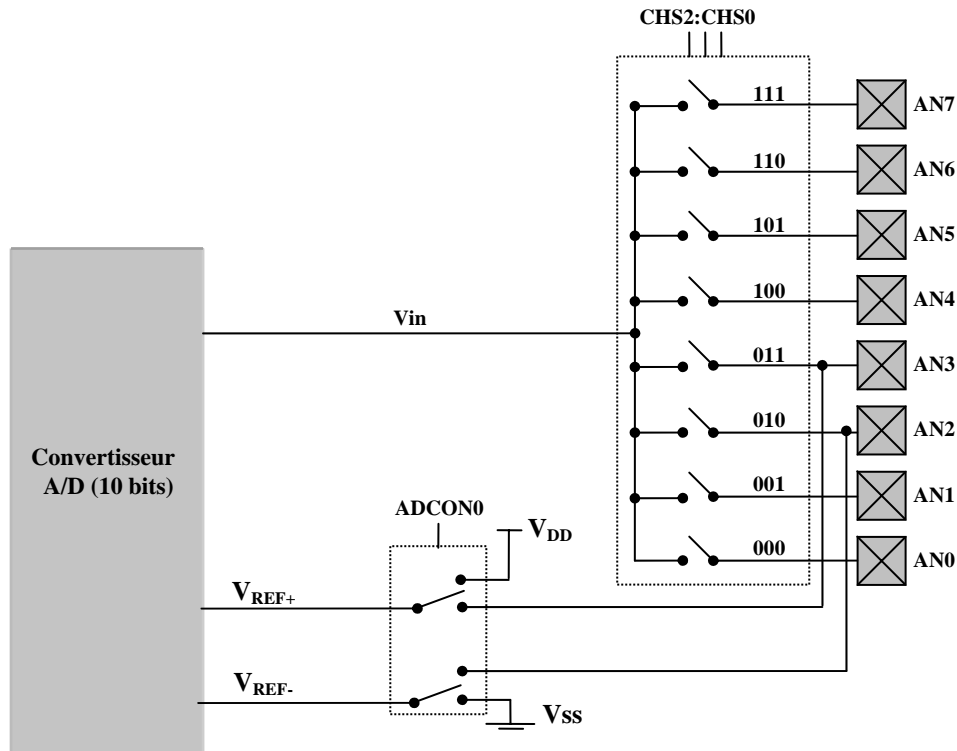 CHS2:CHS0
111 AN7
110 AN6
101 AN5
100 AN4
Vin
011 AN3
010 AN2
Convertisseur
A/D (10 bits)
001 AN1
ADCON0
VDD
000 AN0
VREF+
VREF-
VSS